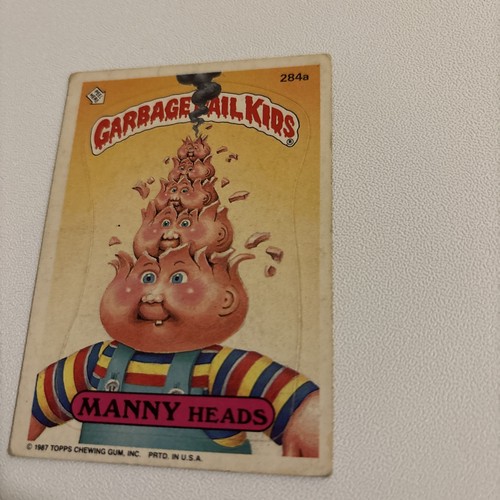 284a
GARBAGE PAIL KIDS®
MANNY HEADS
© 1987 TOPPS CHEWING GUM, INC. PRTD. IN U.S.A.